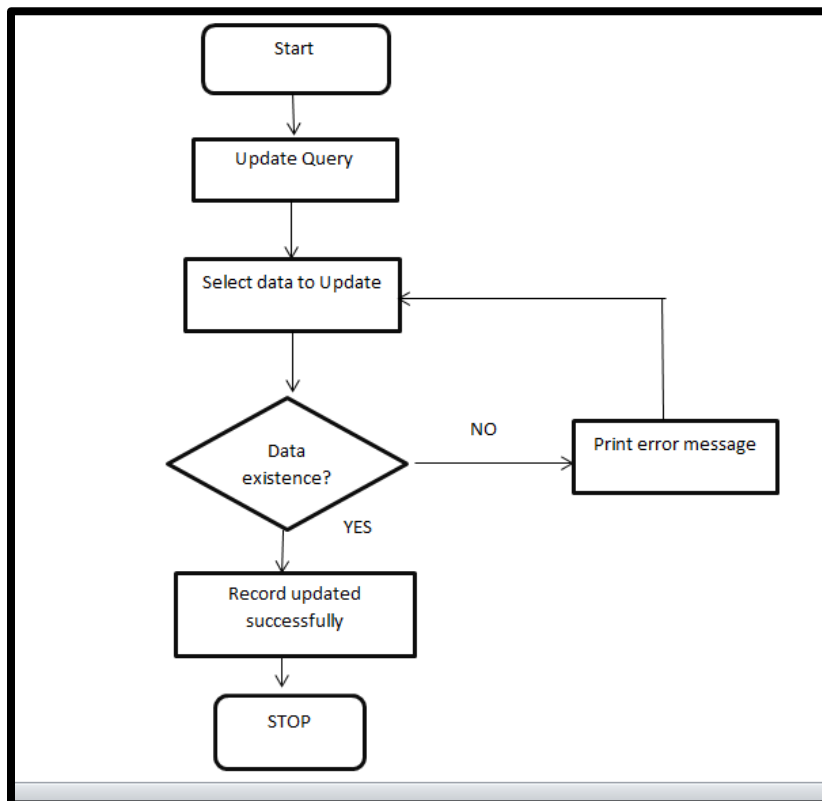 Start
Update Query
Select data to Update
Data
existence?
NO
Print error message
YES
Record updated
successfully
STOP